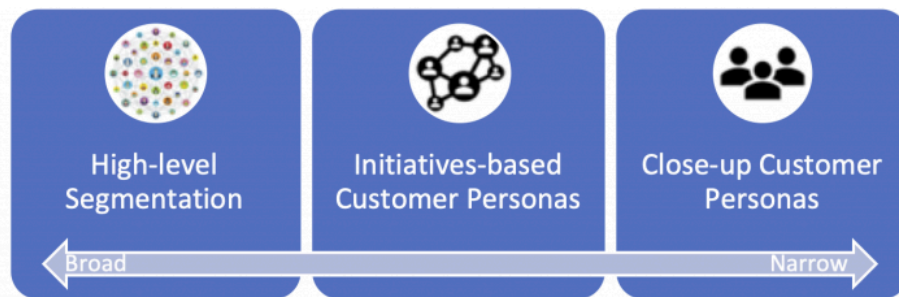 High-level
Segmentation
Initiatives-based
Customer Personas
Close-up Customer
Personas
Broad
Narrow